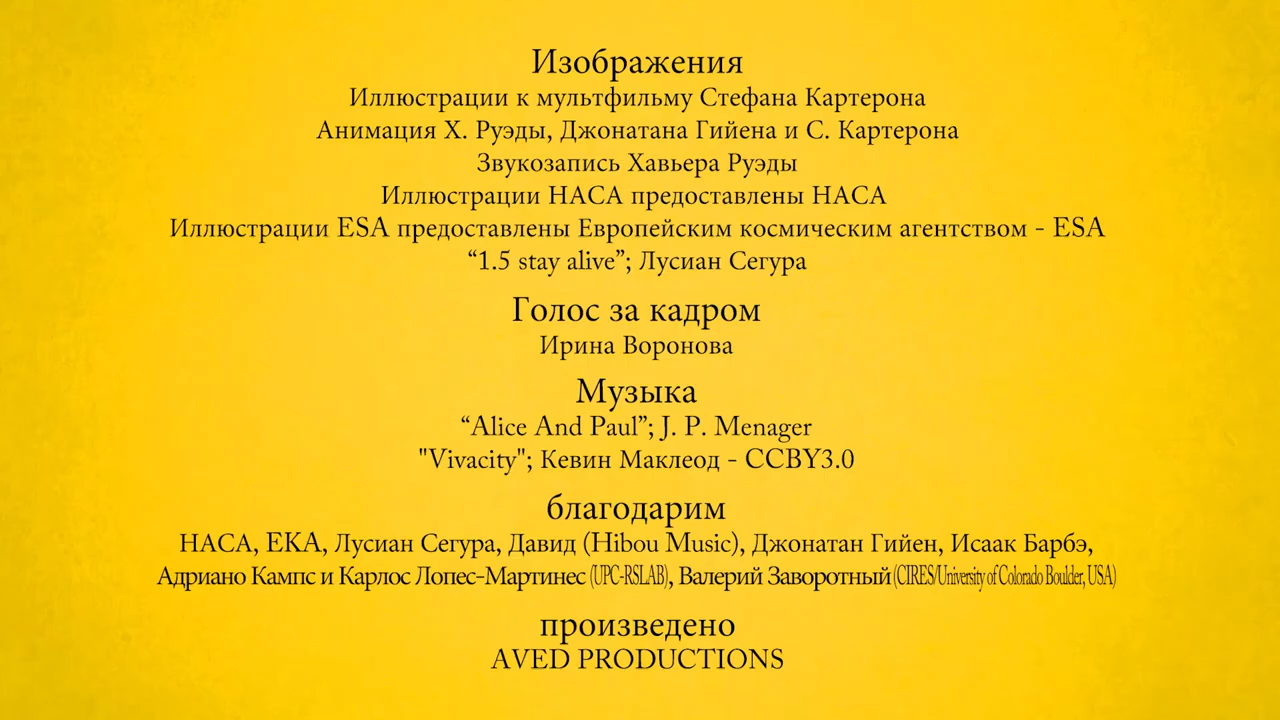 Изображения
Иллюстрации к мультфильму Стефана Картерона
Анимация Х. Руэды, Джонатана Гийена и С. Картерона
Звукозапись Хавьера Руэды
Иллюстрации НАСА предоставлены НАСА
Иллюстрации ESA предоставлены Европейским космическим агентством - ESA
“1.5 stay alive”; Лусиан Сегура
Голос за кадром
Ирина Воронова
Музыка
“Alice And Paul”; J. P. Menager
"Vivacity"; Кевин Маклеод - CCBY3.0
благодарим
НАСА, ЕКА, Лусиан Сегура, Давид (Hibou Music), Джонатан Гийен, Исаак Барбэ,
Адриано Кампс и Карлос Лопес-Мартинес (UPC-RSLAB), Валерий Заворотный (CIRES/University of Colorado Boulder, USA)
произведено
AVED PRODUCTIONS